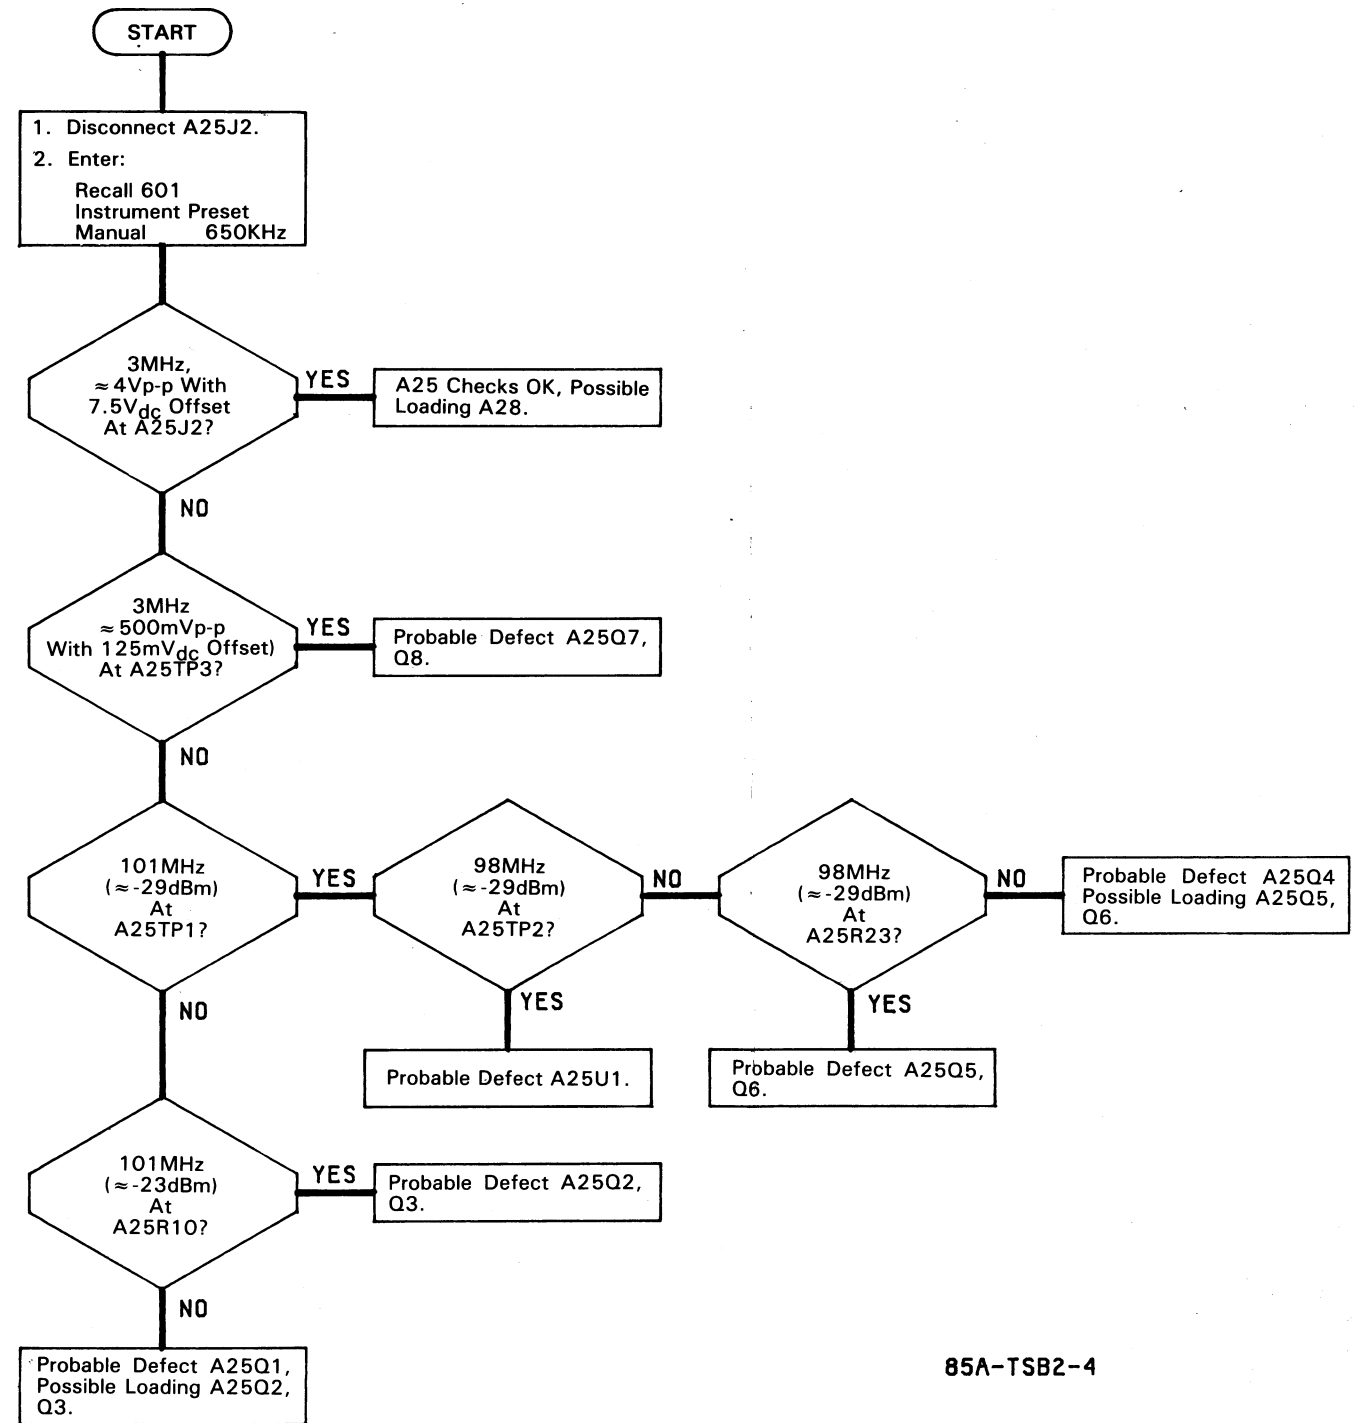 START
1. Disconnect A25J2.
2. Enter:
Recall 601
Instrument Preset
Manual 650KHz
3MHz,
≈4Vp-p With
7.5Vdc Offset
At A25J2?
YES
A25 Checks OK, Possible
Loading A28.
NO
3MHz
≈500mVp-p
With 125mVdc Offset)
At A25TP3?
YES
Probable Defect A25Q7,
Q8.
NO
101MHz
(≈-29dBm)
At
A25TP1?
YES
98MHz
(≈-29dBm)
At
A25TP2?
NO
98MHz
(≈-29dBm)
At
A25R23?
NO
Probable Defect A25Q4
Possible Loading A25Q5,
Q6.
NO
YES
YES
Probable Defect A25U1.
Probable Defect A25Q5,
Q6.
101MHz
(≈-23dBm)
At
A25R10?
YES
Probable Defect A25Q2,
Q3.
NO
Probable Defect A25Q1,
Possible Loading A25Q2,
Q3.
85A-TSB2-4